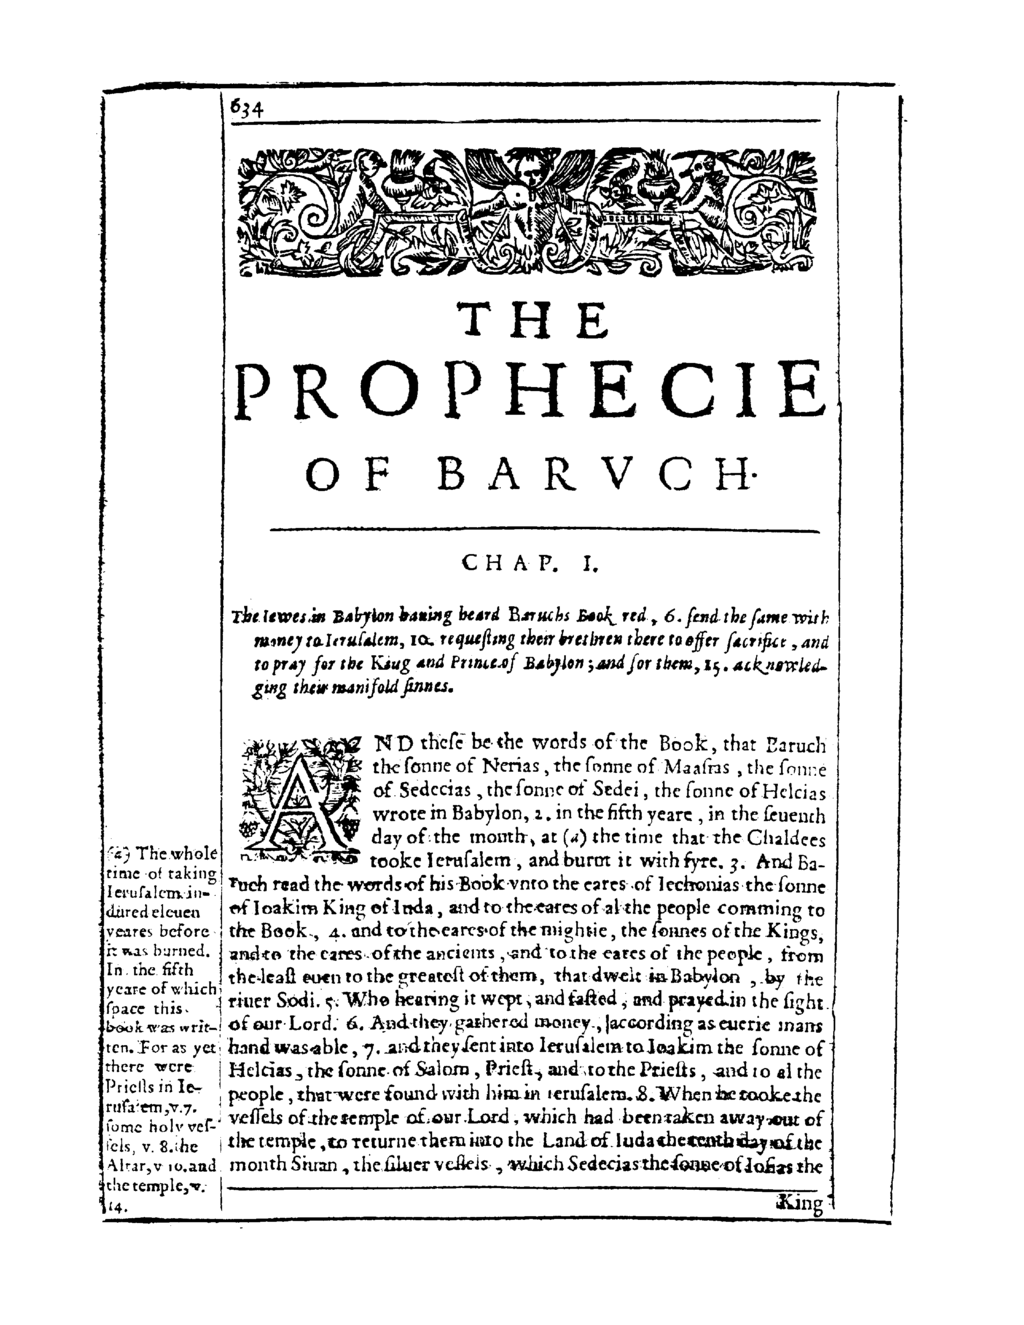 634
THE
PROPHECIE
OF BARVCH.
CHAP. I.
The Iewes in Babylon hauing heard Baruchs Book red, 6. send the same with
money to Ierusalem, 10. requesting their brethren there to offer sacrifice, and
to pray for the King and Prince of Babylon; and for them, 15. acknowled-
ging their manifold sinnes.
AND these be the words of the Book, that Baruch
the sonne of Nerias, the sonne of Maasias, the sonne
of Sedecias, the sonne of Sedei, the sonne of Helcias
wrote in Babylon, 2. in the fifth yeare, in the seuenth
day of the month, at (a) the time that the Chaldees
tooke Ierusalem, and burnt it with fyre. 3. And Ba-
ruch read the words of his Book vnto the eares of Iechonias the sonne
of Ioakim King of Iuda, and to the eares of al the people comming to
the Book, 4. and to the eares of the mightie, the sonnes of the Kings,
and to the eares of the ancients, and to the eares of the people, from
the least euen to the greatest of them, that dwelt in Babylon, by the
riuer Sodi. 5. Who hearing it wept, and fasted, and prayed in the sight
of our Lord. 6. And they gathered money, according as euerie mans
hand was able, 7. and they sent into Ierusalem to Ioakim the sonne of
Helcias, the sonne of Salom, Priest, and to the Priests, and to al the
people, that were found with him in Ierusalem. 8. When he tooke the
vessels of the temple of our Lord, which had been taken away out of
the temple, to returne them into the Land of Iuda the tenth day of the
month Siuan, the siluer vessels, which Sedecias the sonne of Iosias the
King
(a) The whole
time of taking
Ierusalem in-
dured eleuen
yeares before
it was burned.
In the fifth
yeare of which
space this
book was writ-
ten. For as yet
there were
Priests in Ie-
rusalem, v. 7.
some holy ves-
sels, v. 8. the
Altar, v 10. and
the temple, v.
14.